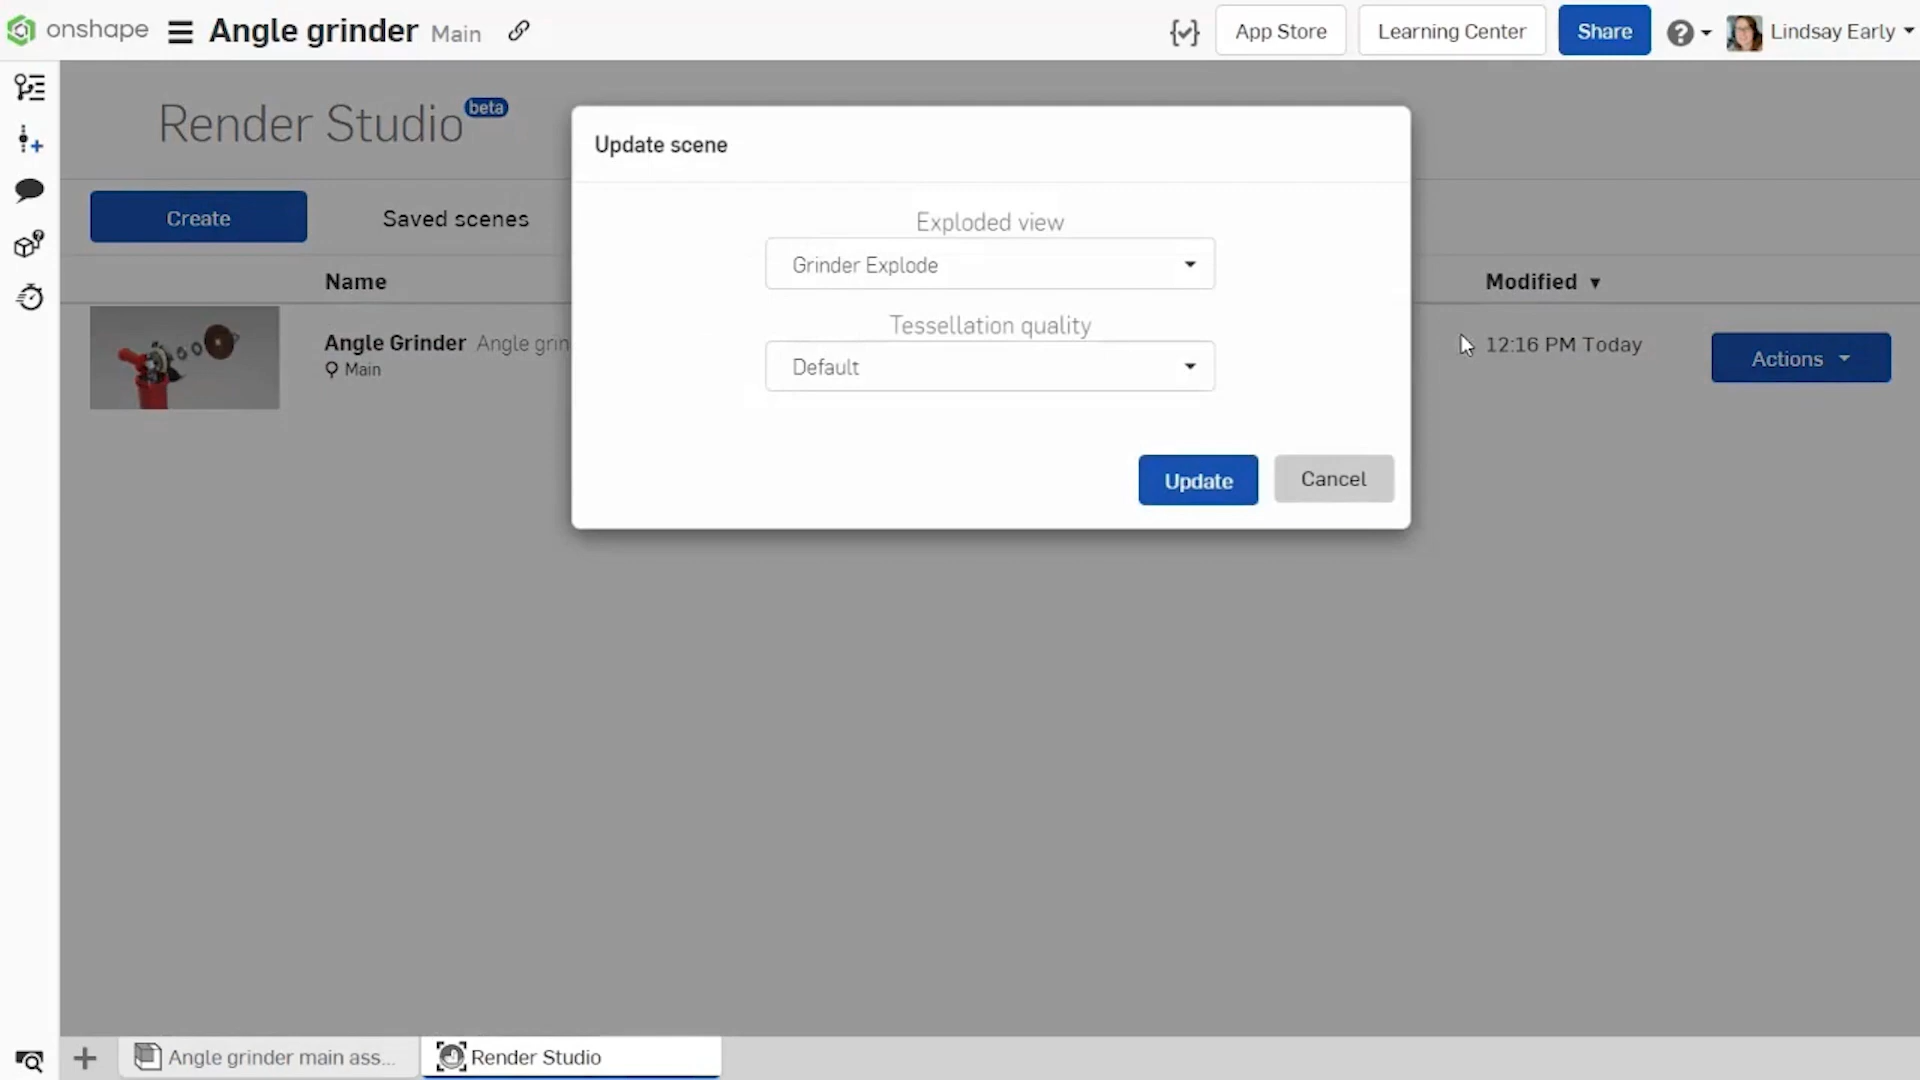 onshape Angle grinder Main App Store Learning Center Share Lindsay Early
Render Studio beta
Update scene
Create Saved scenes
Exploded view
Grinder Explode
Name Modified
Tessellation quality
Angle Grinder Angle grin 12:16 PM Today Actions
Main
Default
Update Cancel
Angle grinder main ass... Render Studio